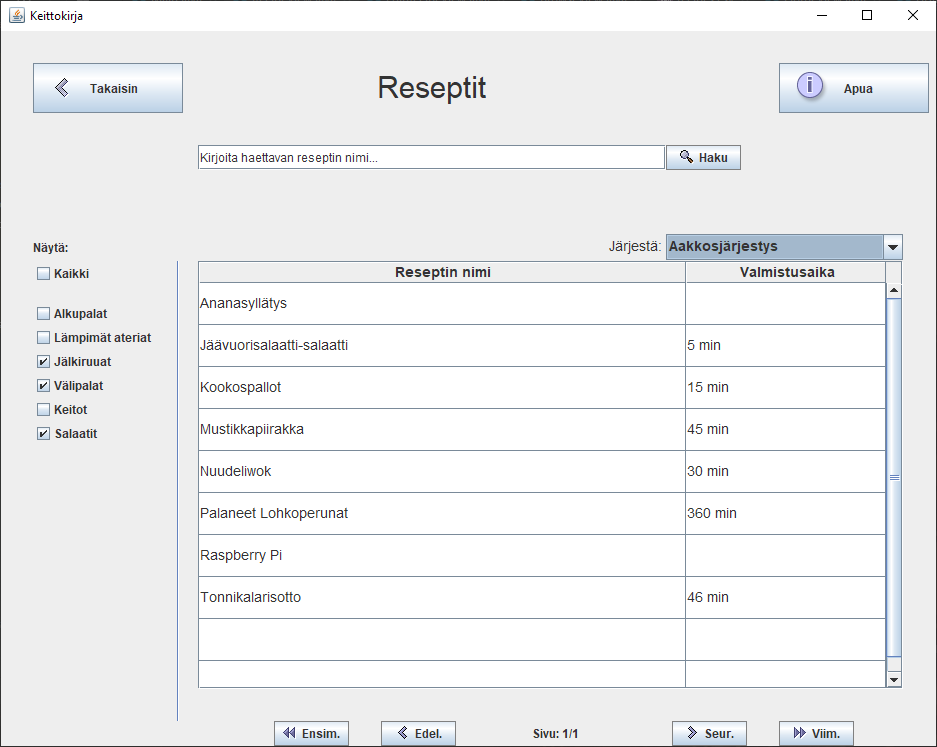 Keittokirja
Takaisin
Reseptit
Apua
Kirjoita haettavan reseptin nimi...
Haku
Näytä:
Kaikki
Alkupalat
Lämpimät ateriat
Jälkiruuat
Välipalat
Keitot
Salaatit
Järjestä: Aakkosjärjestys
Reseptin nimi Valmistusaika
Ananasyllätys
Jäävuorisalaatti-salaatti 5 min
Kookospallot 15 min
Mustikkapiirakka 45 min
Nuudeliwok 30 min
Palaneet Lohkoperunat 360 min
Raspberry Pi
Tonnikalarisotto 46 min
Ensim. Edel. Sivu: 1/1 Seur. Viim.